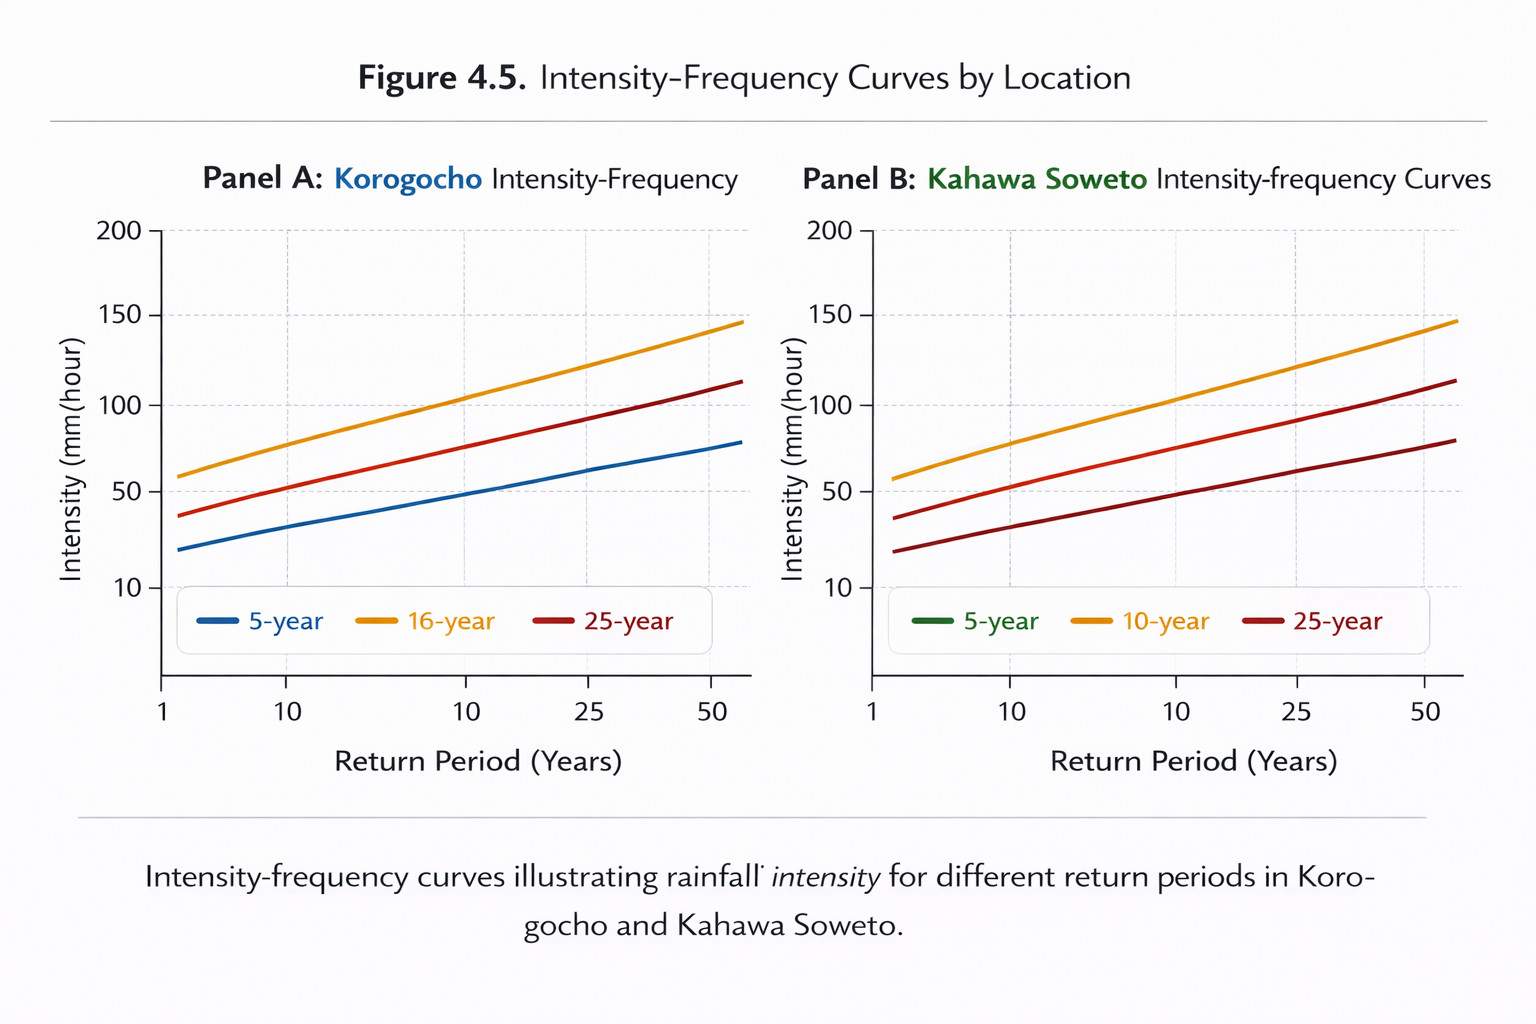 Figure 4.5. Intensity-Frequency Curves by Location
Panel A: Korogocho Intensity-Frequency
200
150
100
50
10
Intensity (mm/hour)
5-year 16-year 25-year
1 10 10 25 50
Return Period (Years)
Panel B: Kahawa Soweto Intensity-frequency Curves
200
150
100
50
10
Intensity (mm/hour)
5-year 10-year 25-year
1 10 10 25 50
Return Period (Years)
Intensity-frequency curves illustrating rainfall intensity for different return periods in Koro-
gocho and Kahawa Soweto.